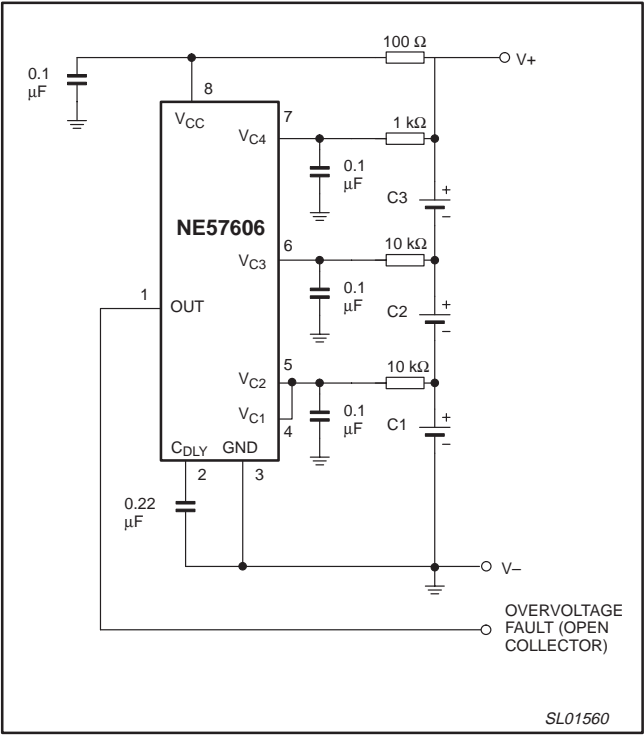 100 Ω
V+
0.1
µF
8
VCC
7
VC4
1 kΩ
0.1
µF
C3
+
–
NE57606
6
VC3
10 kΩ
0.1
µF
C2
+
–
1
OUT
5
VC2
10 kΩ
VC1
4
0.1
µF
C1
+
–
CDLY
GND
2
3
0.22
µF
V–
OVERVOLTAGE
FAULT (OPEN
COLLECTOR)
SL01560